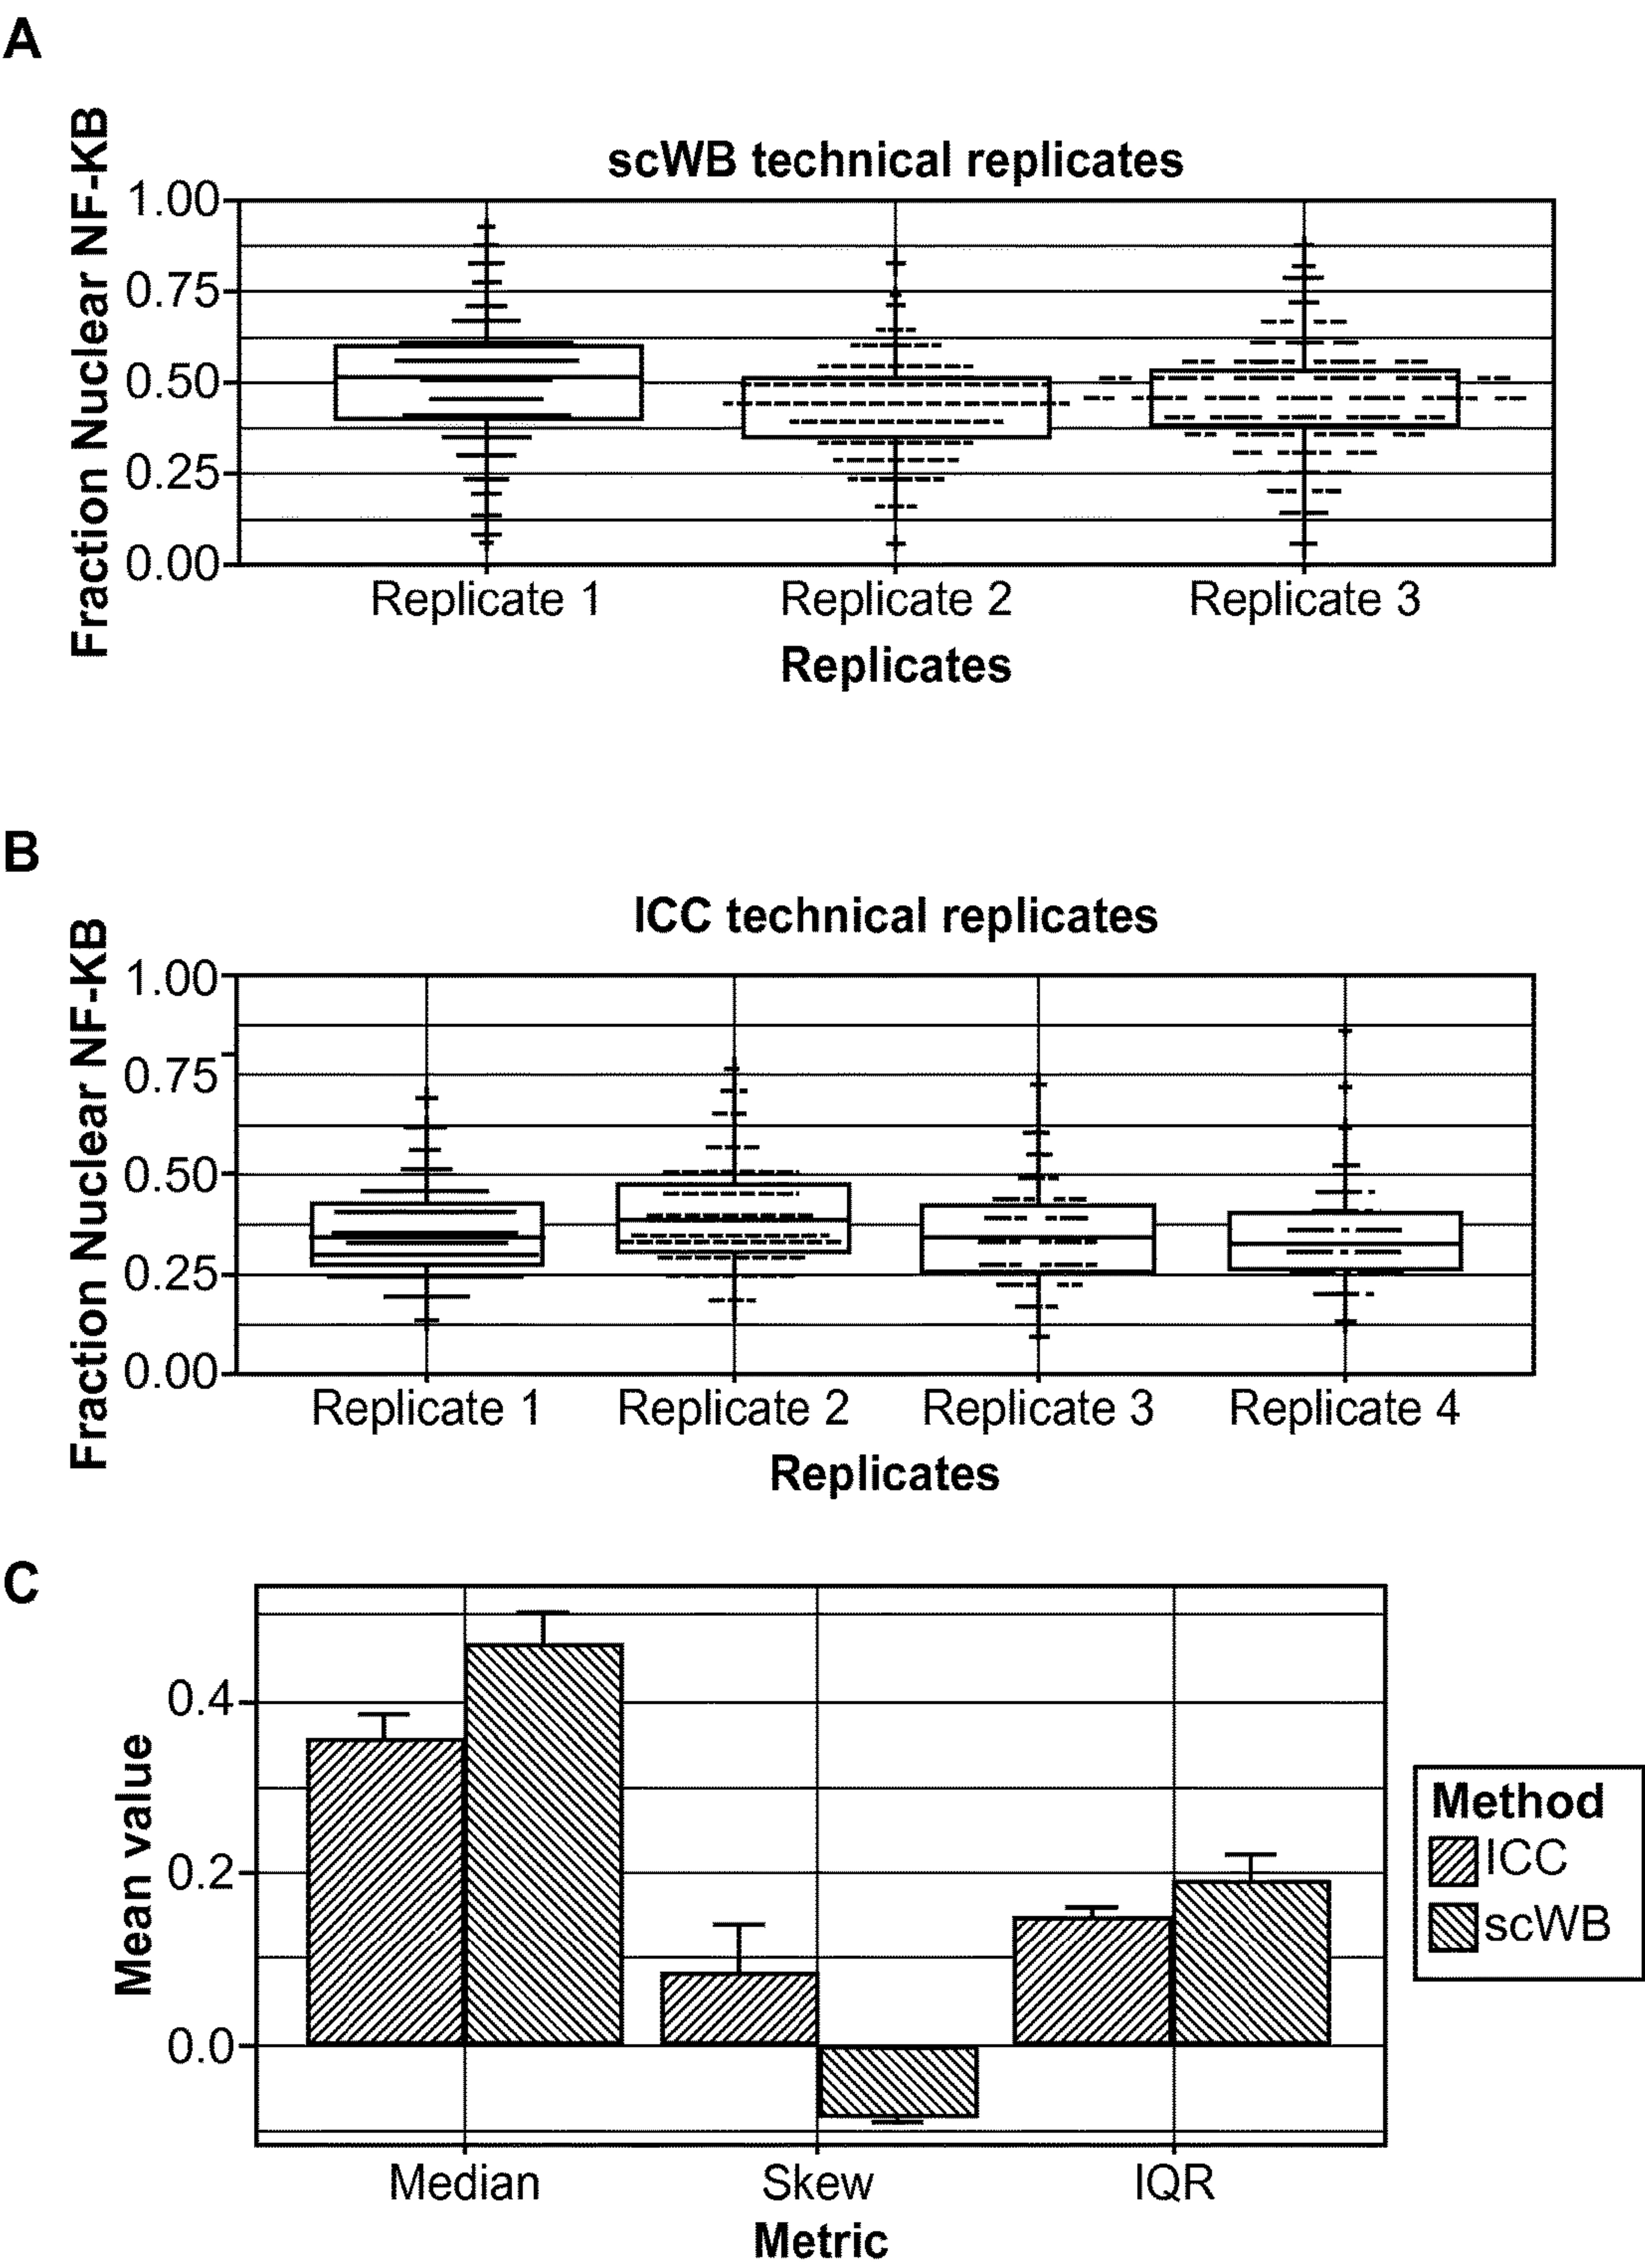 A
scWB technical replicates
Fraction Nuclear NF-KB
1.00
0.75
0.50
0.25
0.00
Replicate 1 Replicate 2 Replicate 3
Replicates
B
ICC technical replicates
Fraction Nuclear NF-KB
1.00
0.75
0.50
0.25
0.00
Replicate 1 Replicate 2 Replicate 3 Replicate 4
Replicates
C
Mean value
0.4
0.2
0.0
Median Skew IQR
Metric
Method
ICC
scWB